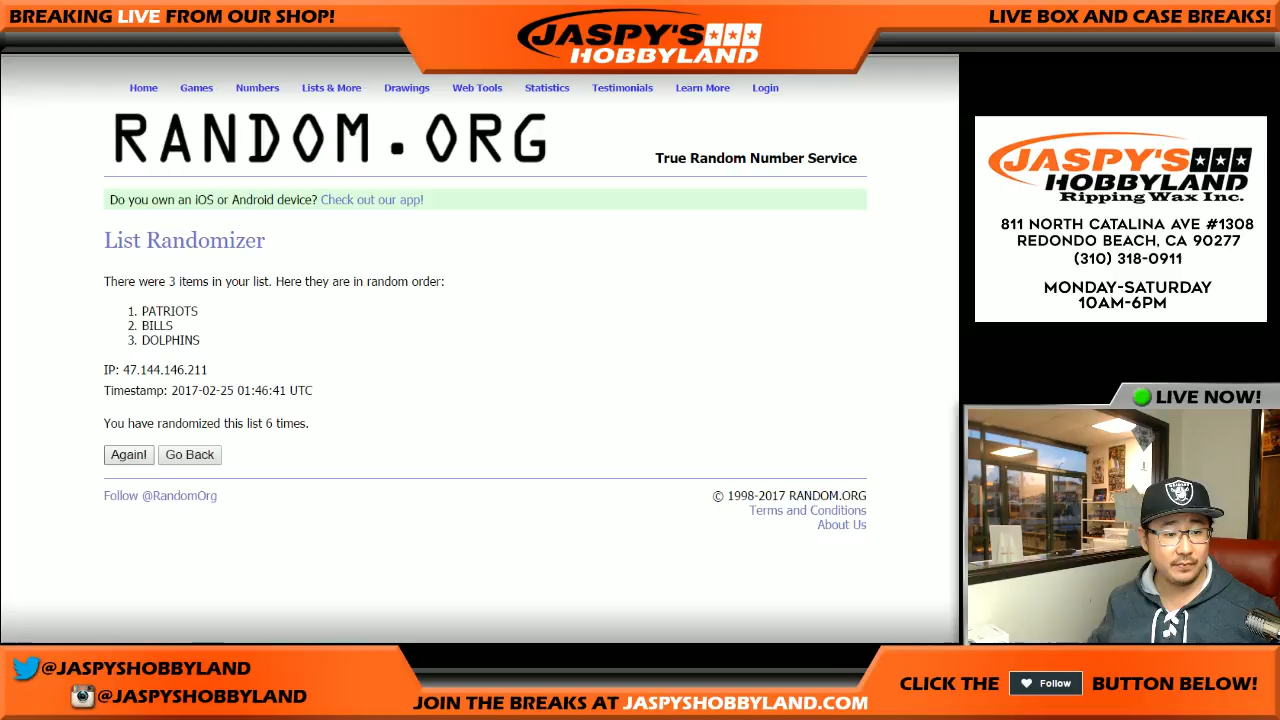 BREAKING LIVE FROM OUR SHOP!
JASPY'S
HOBBYLAND
LIVE BOX AND CASE BREAKS!
Home Games Numbers Lists & More Drawings Web Tools Statistics Testimonials Learn More Login
RANDOM.ORG
True Random Number Service
Do you own an iOS or Android device? Check out our app!
List Randomizer
There were 3 items in your list. Here they are in random order:
1. PATRIOTS
2. BILLS
3. DOLPHINS
IP: 47.144.146.211
Timestamp: 2017-02-25 01:46:41 UTC
You have randomized this list 6 times.
Again! Go Back
Follow @RandomOrg
© 1998-2017 RANDOM.ORG
Terms and Conditions
About Us
JASPY'S
HOBBYLAND
Ripping Wax Inc.
811 NORTH CATALINA AVE #1308
REDONDO BEACH, CA 90277
(310) 318-0911
MONDAY-SATURDAY
10AM-6PM
LIVE NOW!
RAIDERS
@JASPYSHOBBYLAND
@JASPYSHOBBYLAND
JOIN THE BREAKS AT JASPYSHOBBYLAND.COM
CLICK THE Follow BUTTON BELOW!